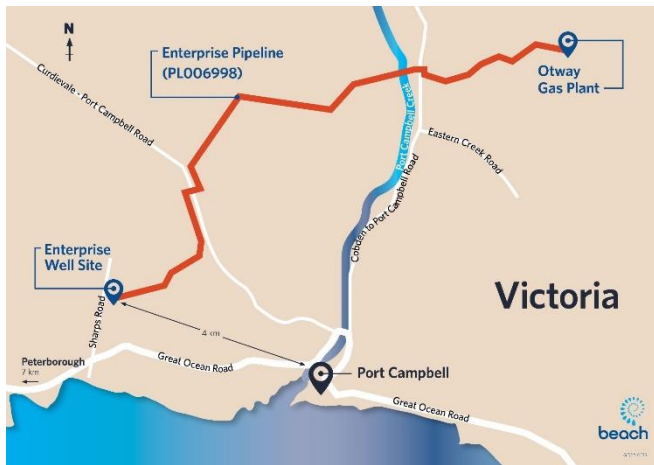 N
Enterprise Pipeline
(PL006998)
Otway
Gas Plant
Curdievale - Port Campbell Road
Port Campbell Creek
Eastern Creek Road
Cobden to Port Campbell Road
Enterprise
Well Site
Victoria
Sharps Road
4 km
Peterborough
7 km
Great Ocean Road
Port Campbell
Great Ocean Road
beach